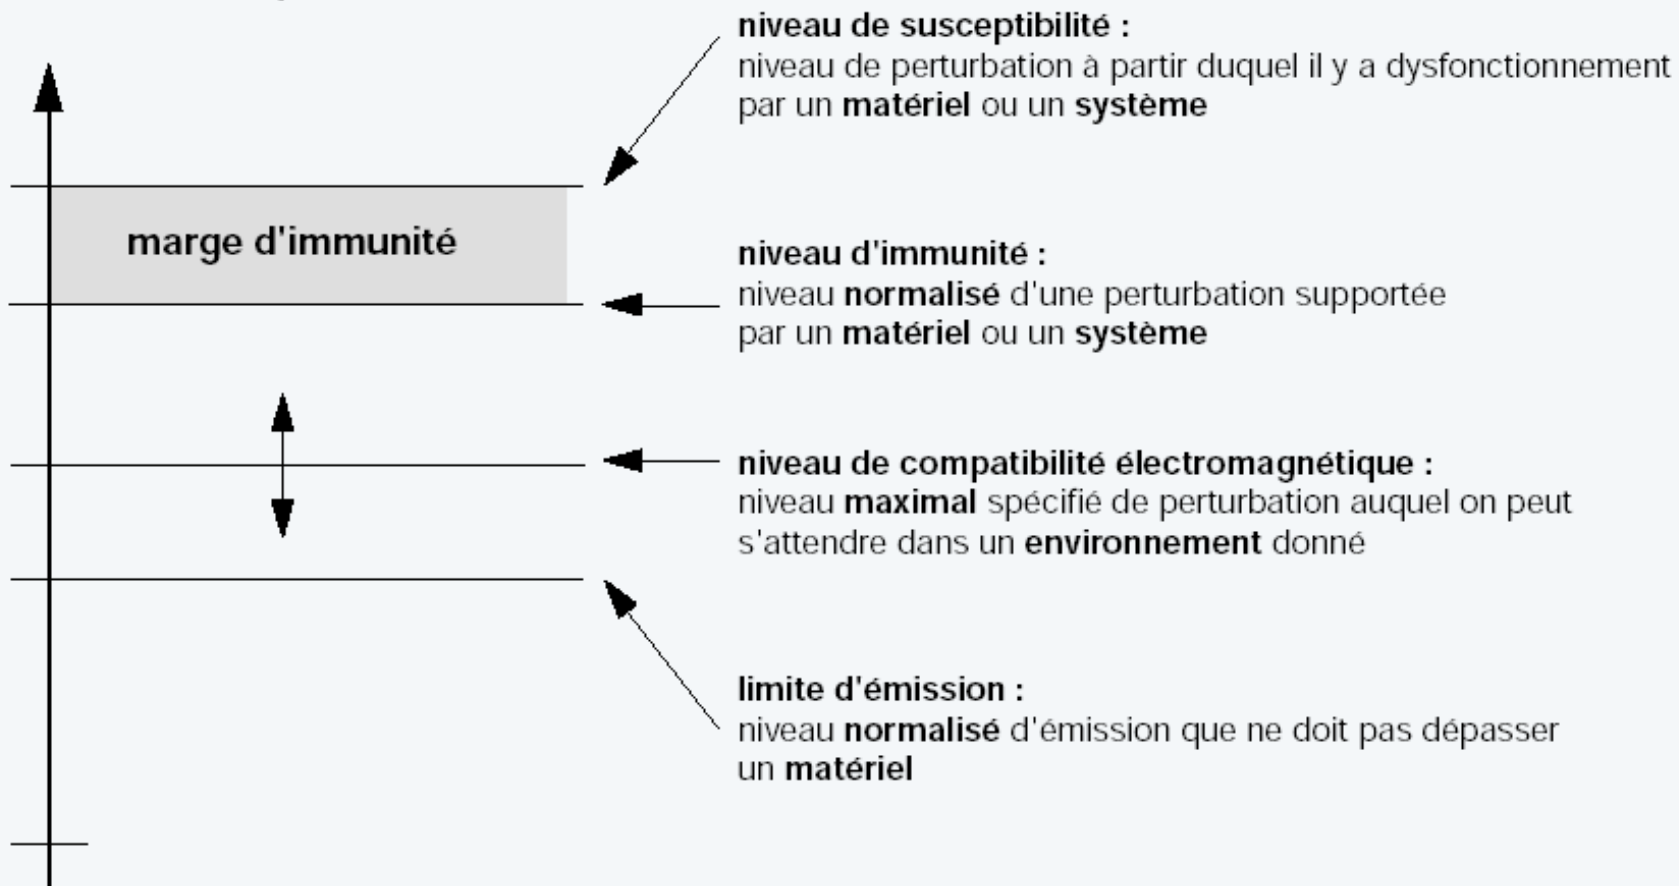 niveau de susceptibilité :
niveau de perturbation à partir duquel il y a dysfonctionnement
par un matériel ou un système
marge d'immunité
niveau d'immunité :
niveau normalisé d'une perturbation supportée
par un matériel ou un système
niveau de compatibilité électromagnétique :
niveau maximal spécifié de perturbation auquel on peut
s'attendre dans un environnement donné
limite d'émission :
niveau normalisé d'émission que ne doit pas dépasser
un matériel